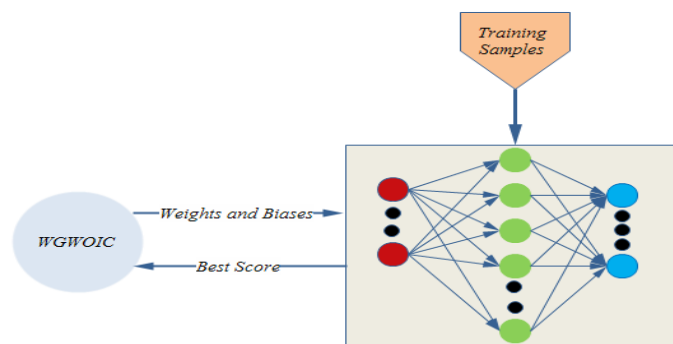 Training
Samples
Weights and Biases
WGWOIC
Best Score